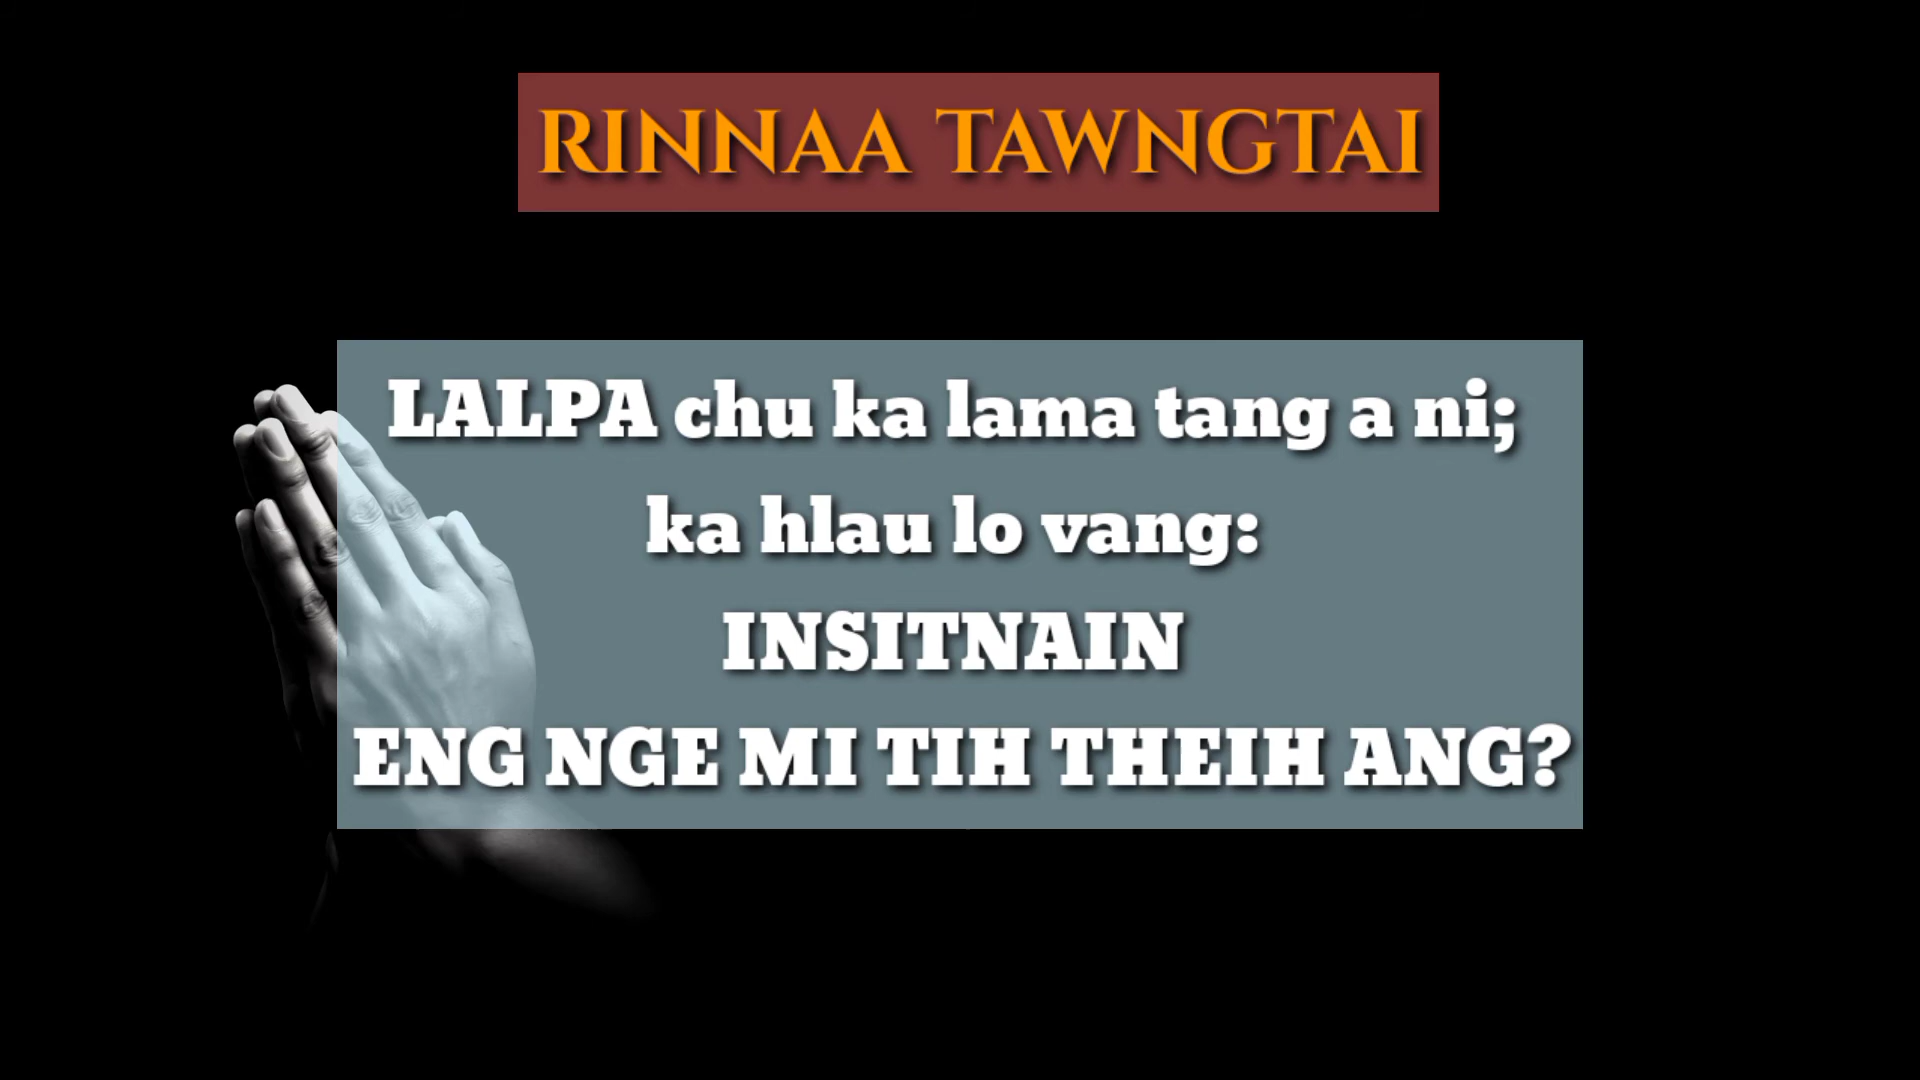 RINNAA TAWNGTAI
LALPA chu ka lama tang a ni;
ka hlau lo vang:
INSITNAIN
ENG NGE MI TIH THEIH ANG?